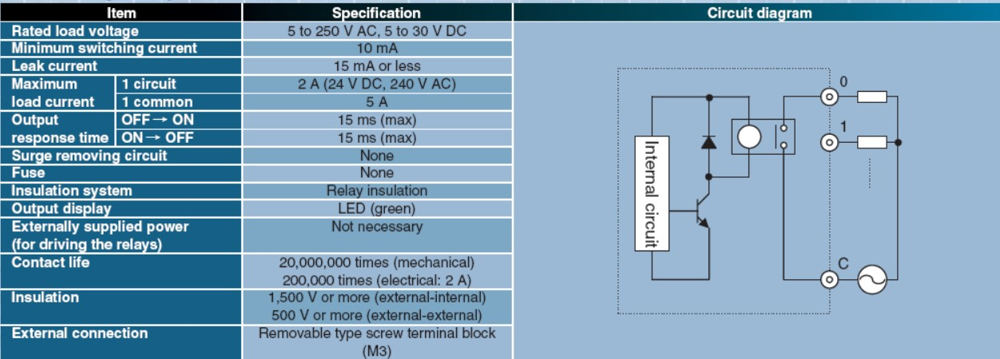 Item Specification Circuit diagram
Rated load voltage 5 to 250 V AC, 5 to 30 V DC
Minimum switching current 10 mA
Leak current 15 mA or less
Maximum 1 circuit 2 A (24 V DC, 240 V AC)
load current 1 common 5 A
Output OFF→ ON 15 ms (max)
response time ON→ OFF 15 ms (max)
Surge removing circuit None
Fuse None
Insulation system Relay insulation
Output display LED (green)
Externally supplied power Not necessary
(for driving the relays)
Contact life 20,000,000 times (mechanical)
200,000 times (electrical: 2 A)
Insulation 1,500 V or more (external-internal)
500 V or more (external-external)
External connection Removable type screw terminal block
(M3)
0
1
Internal circuit
C